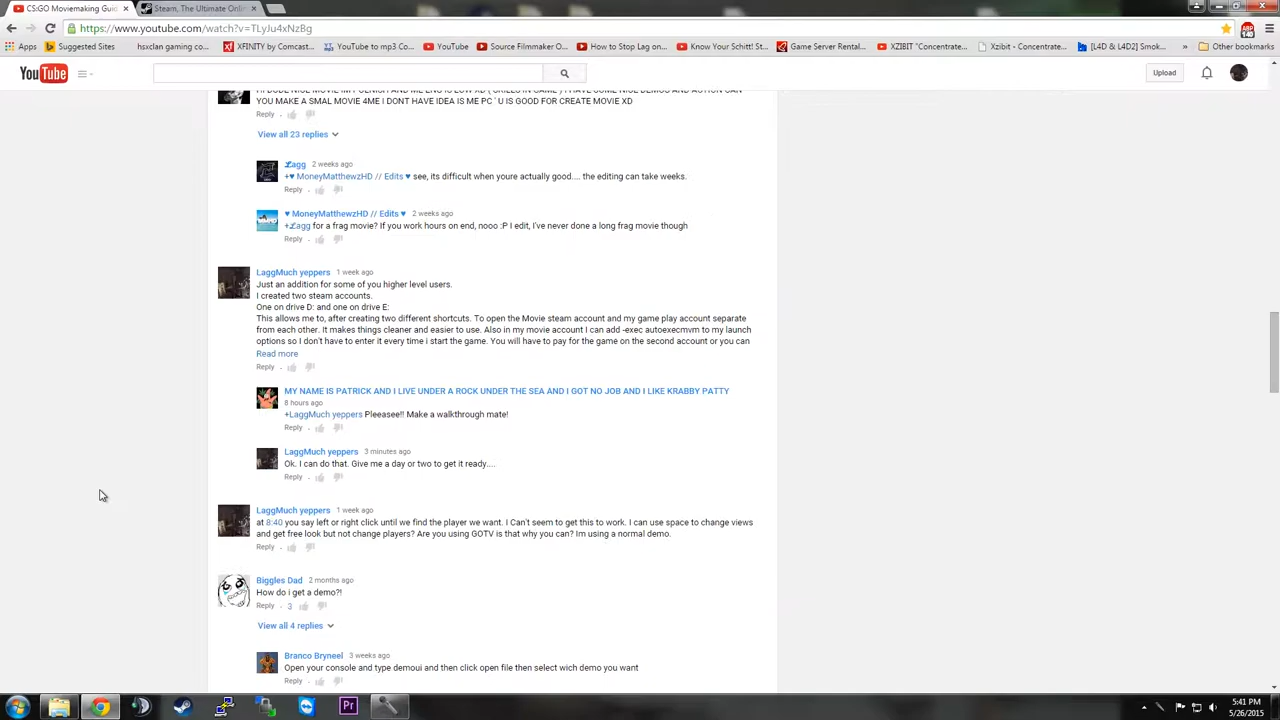 CS:GO Moviemaking Guid
Steam, The Ultimate Onlin
https://www.youtube.com/watch?v=TLyJu4xNzBg
Apps
Suggested Sites
hsxclan gaming co...
XFINITY by Comcast...
YouTube to mp3 Co...
YouTube
Source Filmmaker O...
How to Stop Lag on...
Know Your Schitt! St...
Game Server Rental...
XZIBIT "Concentrate...
Xzibit - Concentrate...
[L4D & L4D2] Smok...
Other bookmarks
YouTube
Upload
YOU MAKE A SMAL MOVIE 4ME I DONT HAVE IDEA IS ME PC ` U IS GOOD FOR CREATE MOVIE XD
Reply
View all 23 replies
Łagg 2 weeks ago
+♥ MoneyMatthewzHD // Edits ♥ see, its difficult when youre actually good.... the editing can take weeks.
Reply
♥ MoneyMatthewzHD // Edits ♥ 2 weeks ago
+Łagg for a frag movie? If you work hours on end, nooo :P I edit, I've never done a long frag movie though
Reply
LaggMuch yeppers 1 week ago
Just an addition for some of you higher level users.
I created two steam accounts.
One on drive D: and one on drive E:
This allows me to, after creating two different shortcuts. To open the Movie steam account and my game play account separate
from each other. It makes things cleaner and easier to use. Also in my movie account I can add -exec autoexecmvm to my launch
options so I don't have to enter it every time i start the game. You will have to pay for the game on the second account or you can
Read more
Reply
MY NAME IS PATRICK AND I LIVE UNDER A ROCK UNDER THE SEA AND I GOT NO JOB AND I LIKE KRABBY PATTY
8 hours ago
+LaggMuch yeppers Pleeasee!! Make a walkthrough mate!
Reply
LaggMuch yeppers 3 minutes ago
Ok. I can do that. Give me a day or two to get it ready....
Reply
LaggMuch yeppers 1 week ago
at 8:40 you say left or right click until we find the player we want. I Can't seem to get this to work. I can use space to change views
and get free look but not change players? Are you using GOTV is that why you can? Im using a normal demo.
Reply
Biggles Dad 2 months ago
How do i get a demo?!
Reply 3
View all 4 replies
Branco Bryneel 3 weeks ago
Open your console and type demoui and then click open file then select wich demo you want
Reply
Pr
5:41 PM
5/26/2015